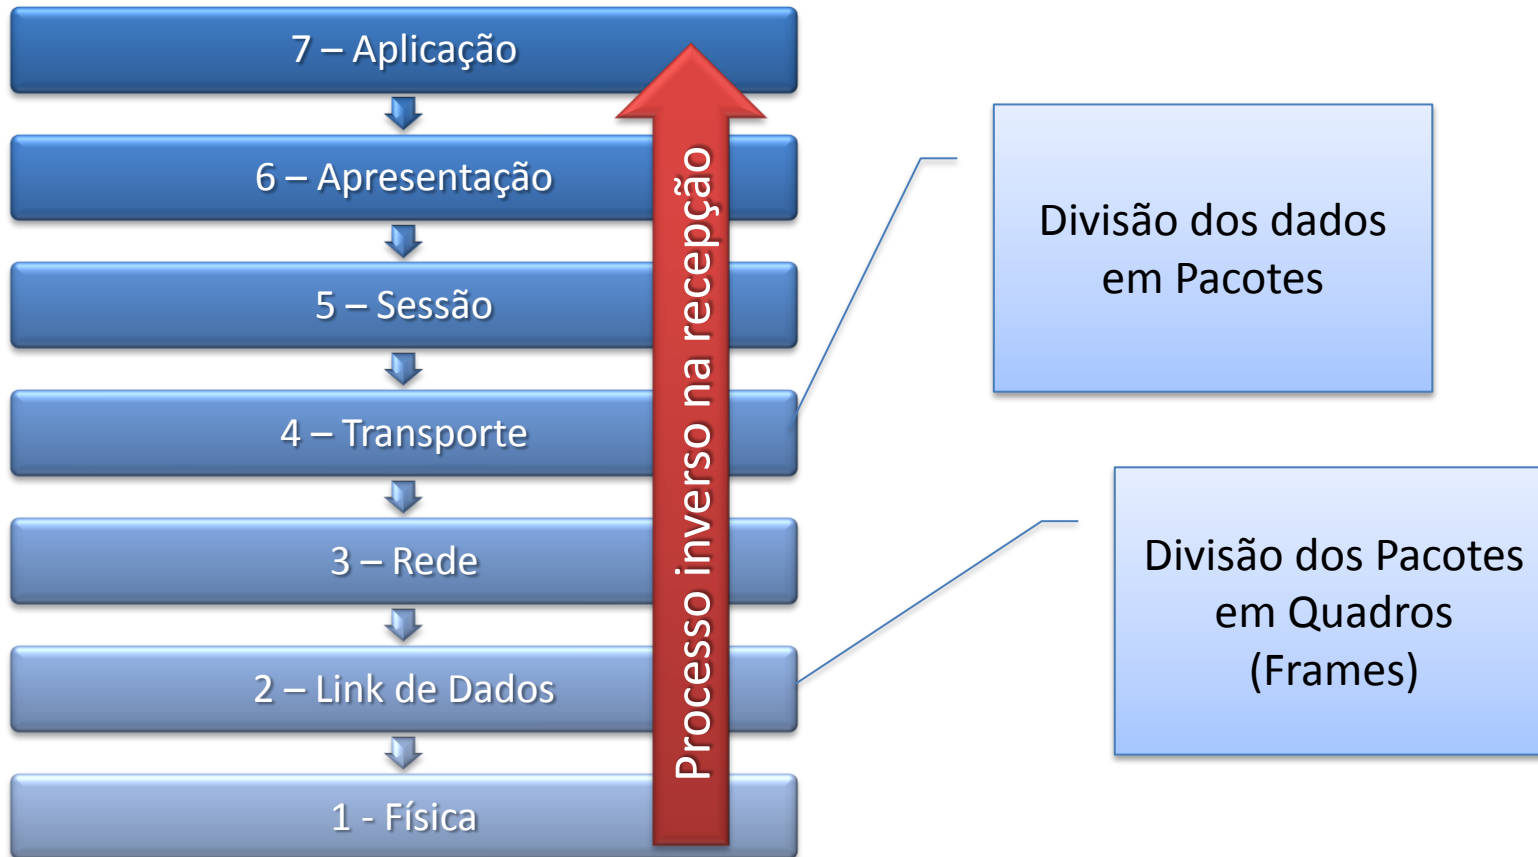 7 – Aplicação
6 – Apresentação
5 – Sessão
4 – Transporte
3 – Rede
2 – Link de Dados
1 - Física
Processo inverso na recepção
Divisão dos dados
em Pacotes
Divisão dos Pacotes
em Quadros
(Frames)